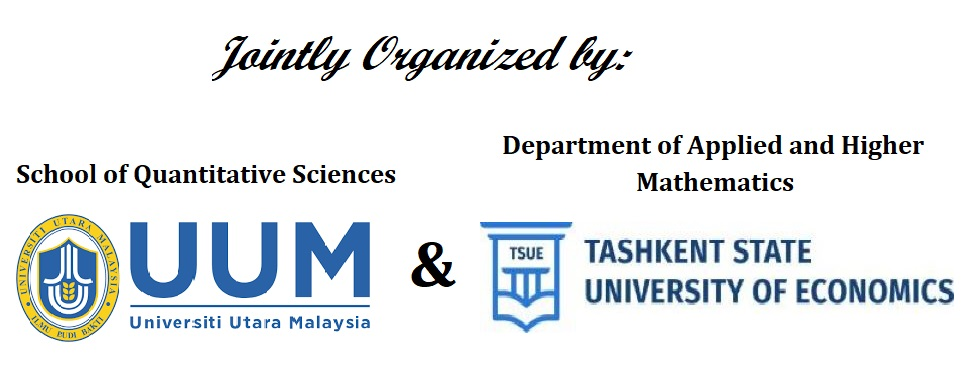 Jointly Organized by:
School of Quantitative Sciences
UNIVERSITI UTARA MALAYSIA
ILMU BUDI BAKTI
UUM
Universiti Utara Malaysia
&
Department of Applied and Higher
Mathematics
TSUE
TASHKENT STATE
UNIVERSITY OF ECONOMICS